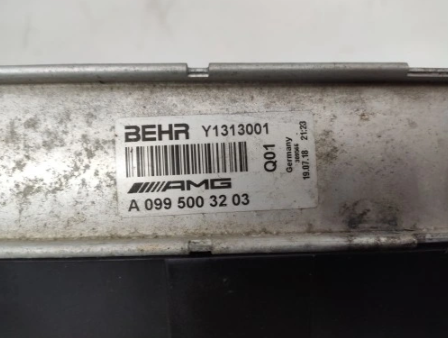 BEHR Y1313001
AMG
A 099 500 32 03
Q01
Germany
19.07.18 21:23